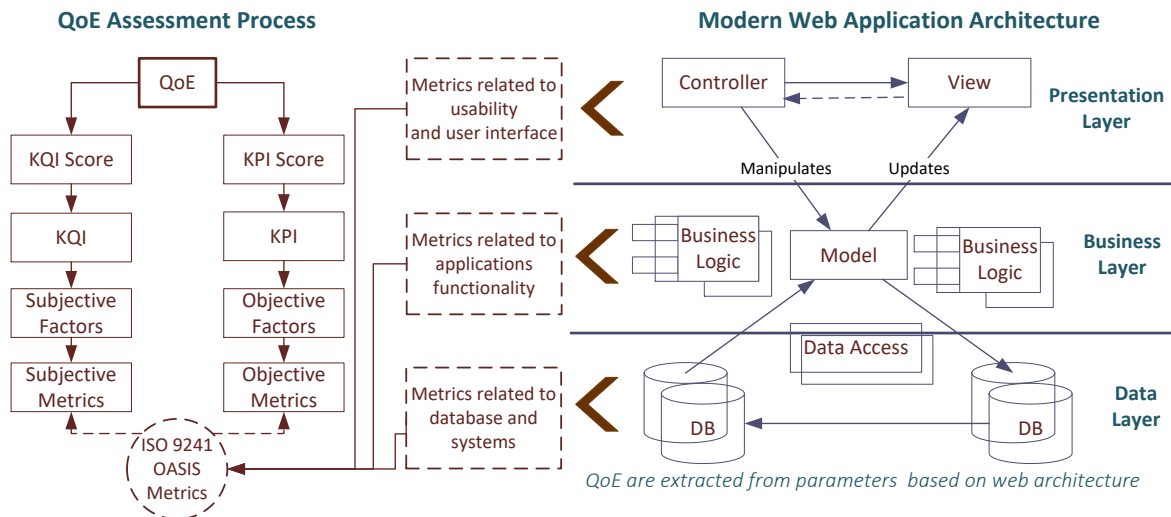 QoE Assessment Process
QoE
KQI Score
KPI Score
KQI
KPI
Subjective
Factors
Objective
Factors
Subjective
Metrics
Objective
Metrics
ISO 9241
OASIS
Metrics
Metrics related to
usability
and user interface
Metrics related to
applications
functionality
Metrics related to
database and
systems
Modern Web Application Architecture
Controller
View
Presentation
Layer
Manipulates
Updates
Business
Logic
Model
Business
Logic
Business
Layer
Data Access
DB
DB
Data
Layer
QoE are extracted from parameters based on web architecture